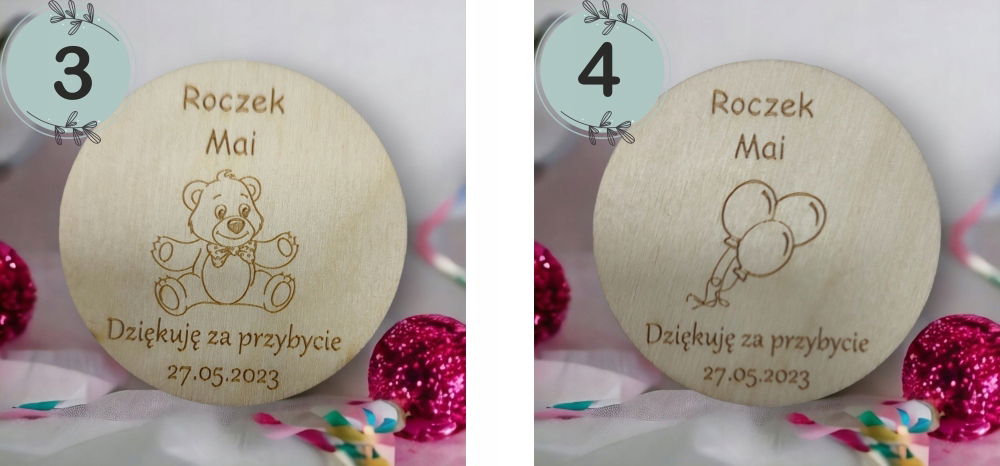 3
Roczek
Mai
Dziękuję za przybycie
27.05.2023
4
Roczek
Mai
Dziękuję za przybycie
27.05.2023